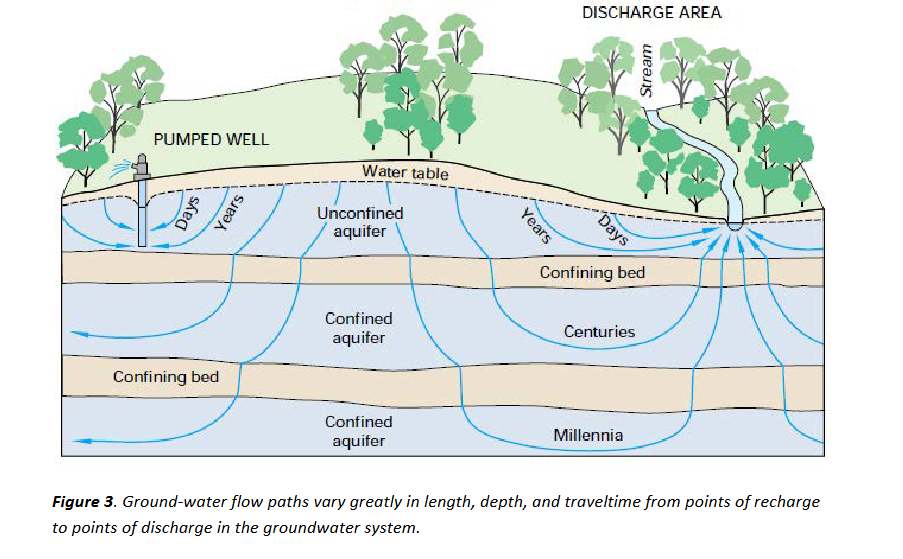 DISCHARGE AREA
Stream
PUMPED WELL
Water table
Days
Years
Unconfined
aquifer
Years
Days
Confining bed
Confined
aquifer
Centuries
Confining bed
Confined
aquifer
Millennia
Figure 3. Ground-water flow paths vary greatly in length, depth, and traveltime from points of recharge
to points of discharge in the groundwater system.